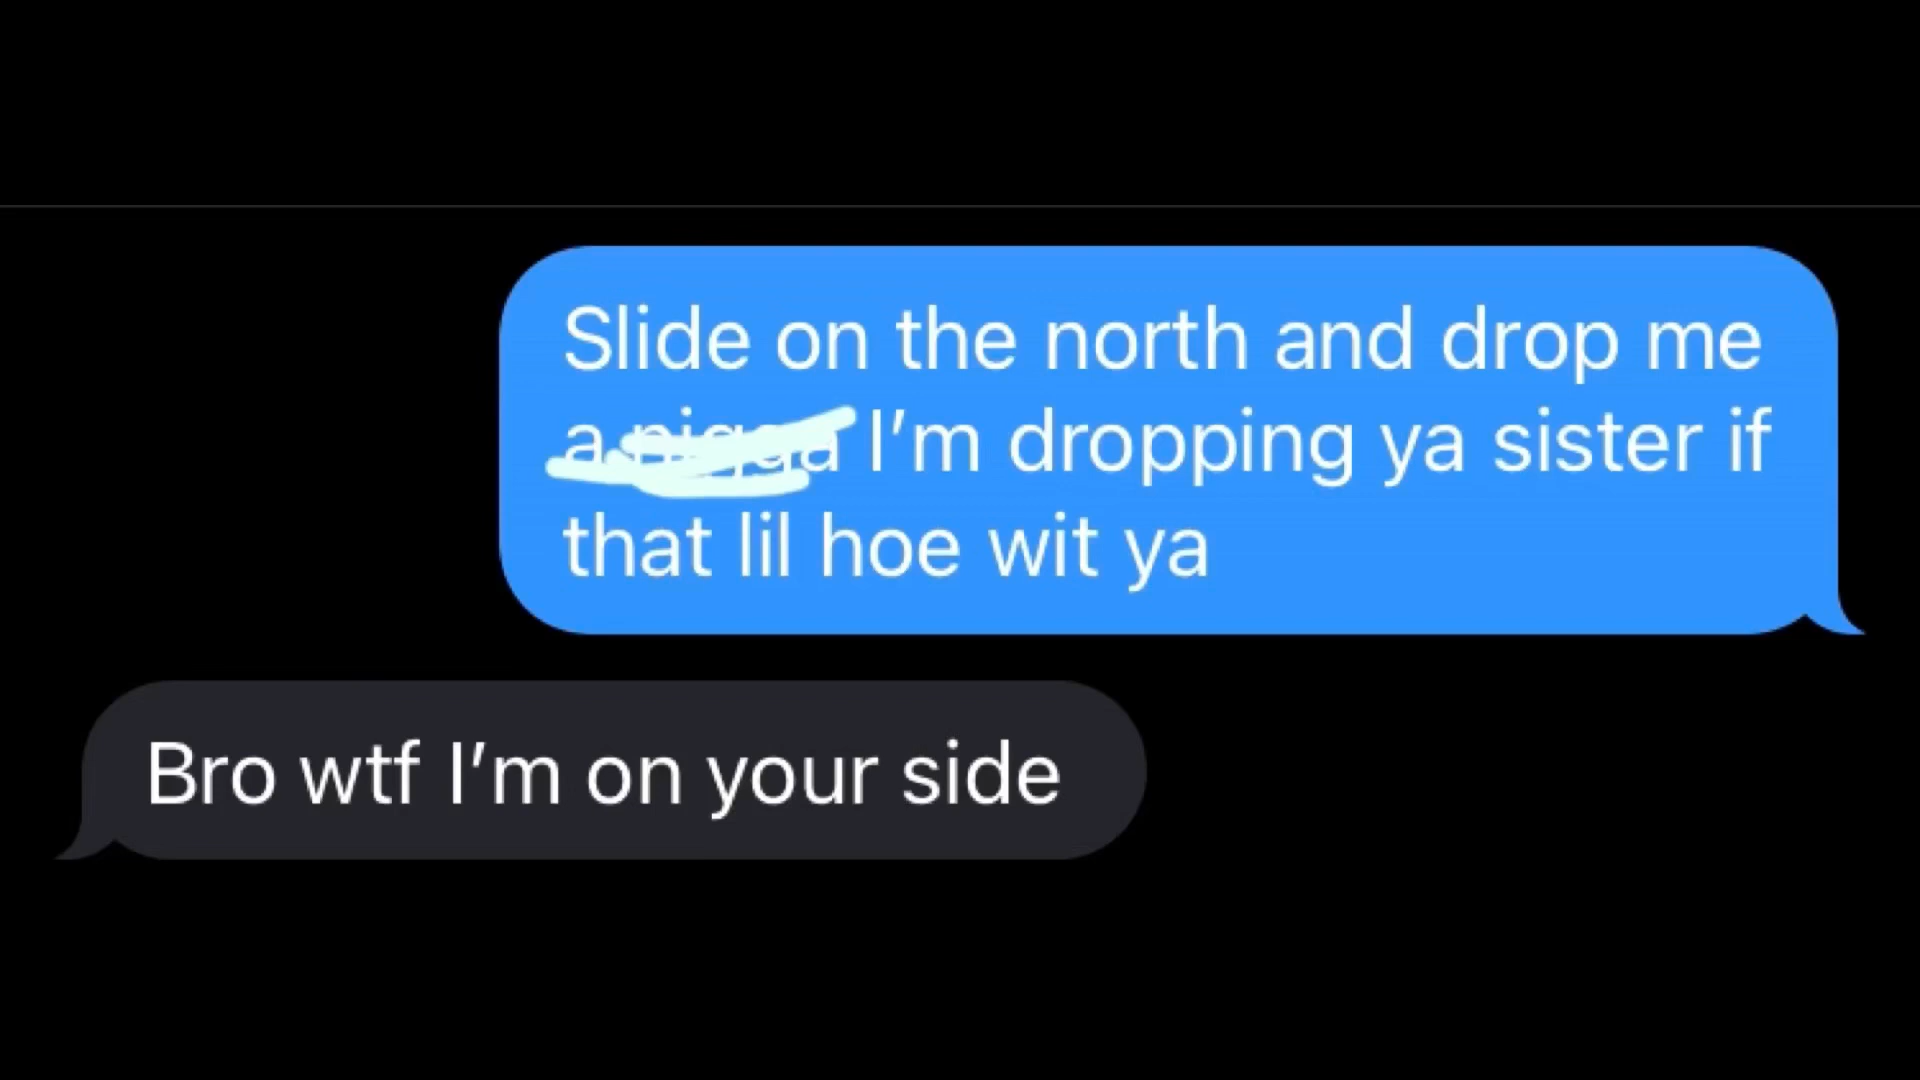 Slide on the north and drop me
a nigga I'm dropping ya sister if
that lil hoe wit ya
Bro wtf I'm on your side